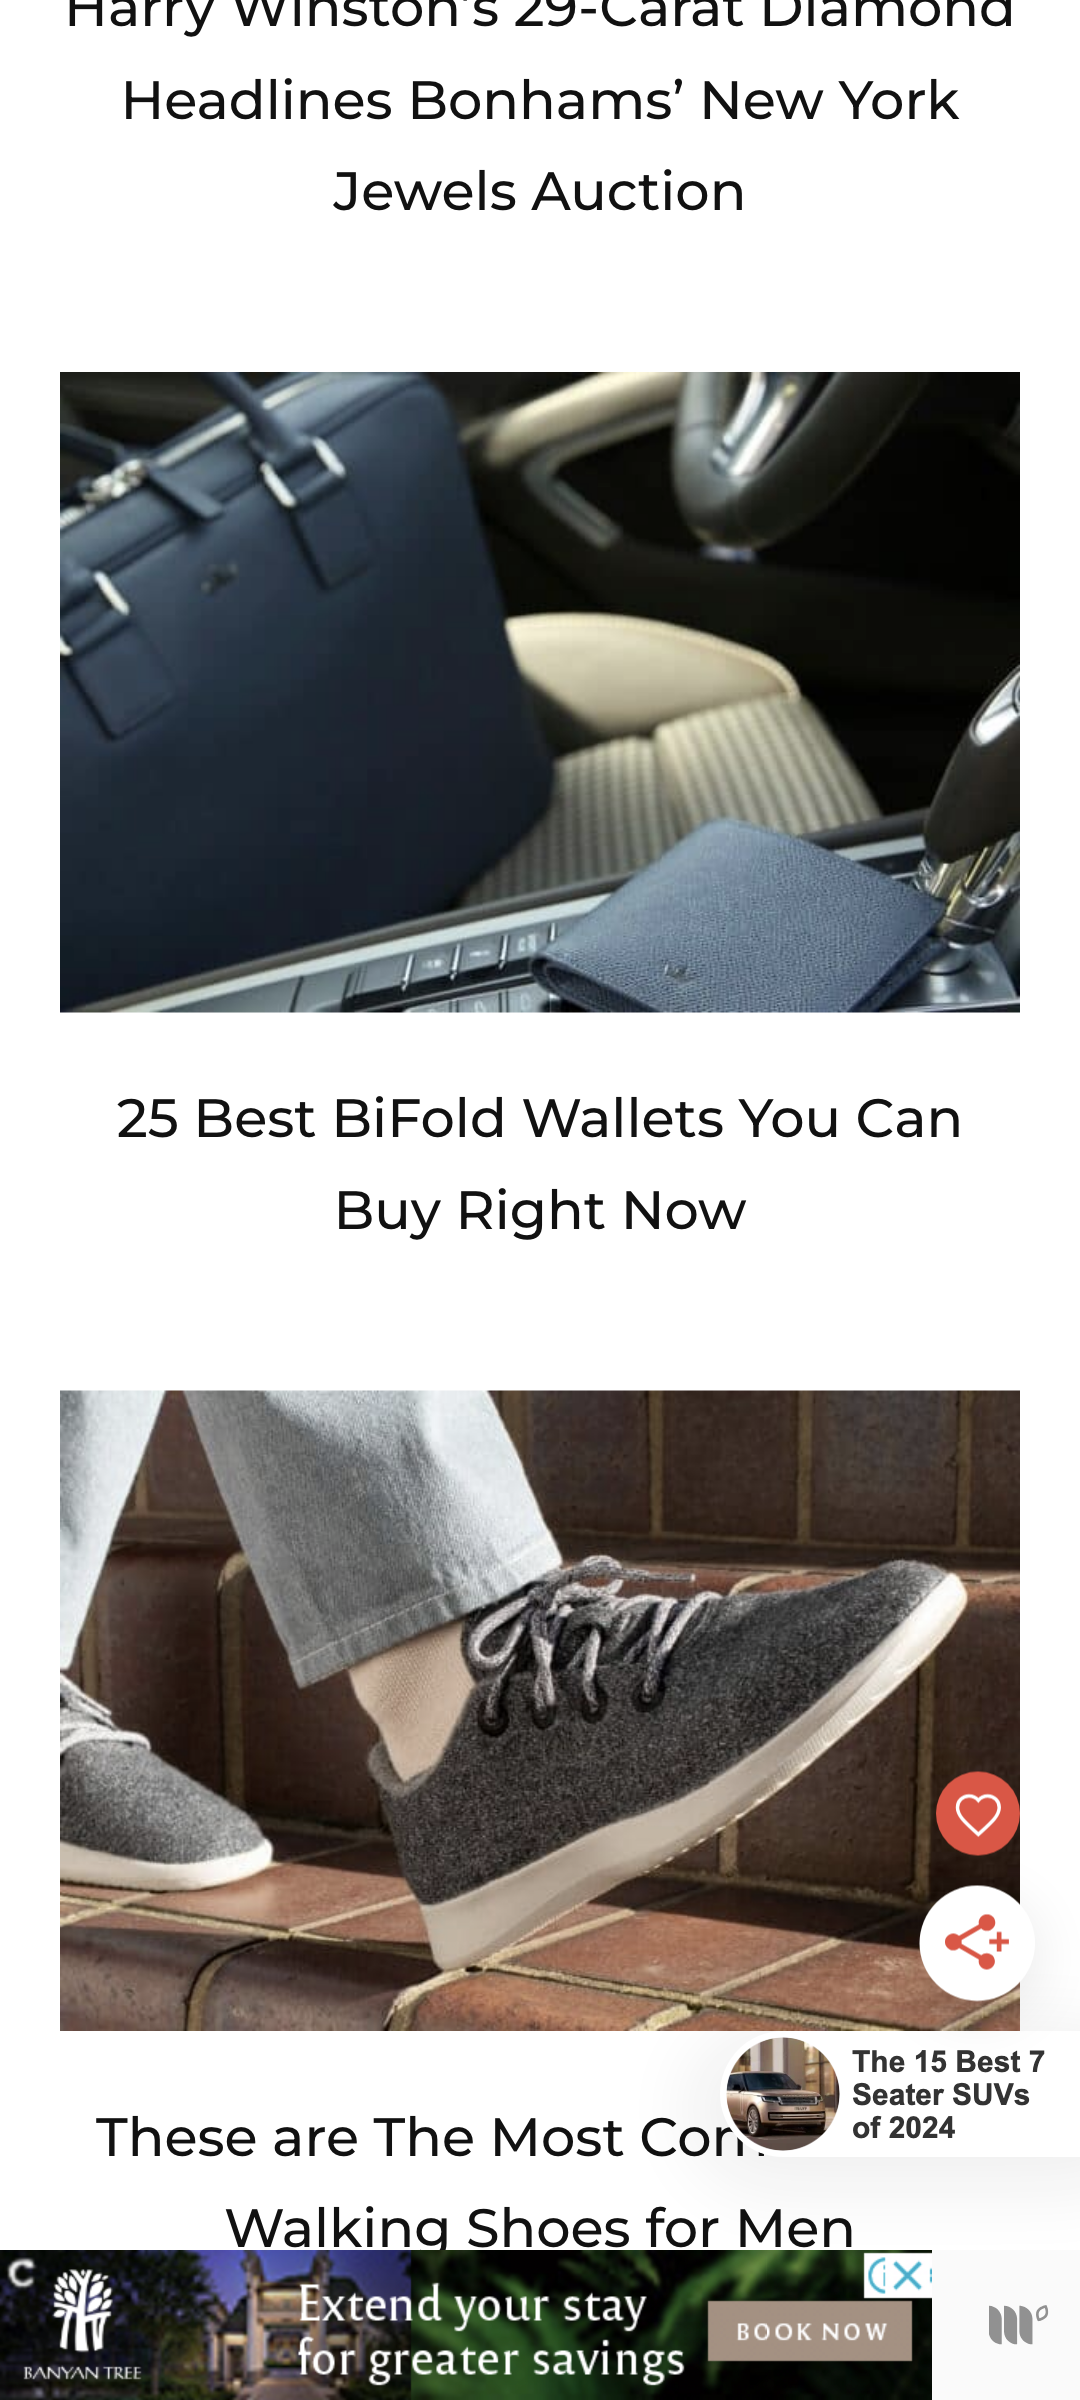 Harry Winston's 29-Carat Diamond
Headlines Bonhams’ New York
Jewels Auction
25 Best BiFold Wallets You Can
Buy Right Now
The 15 Best 7
Seater SUVs
of 2024
These are The Most
Walking Shoes for Men
BANYAN TREE
Extend your stay
for greater savings
BOOK NOW